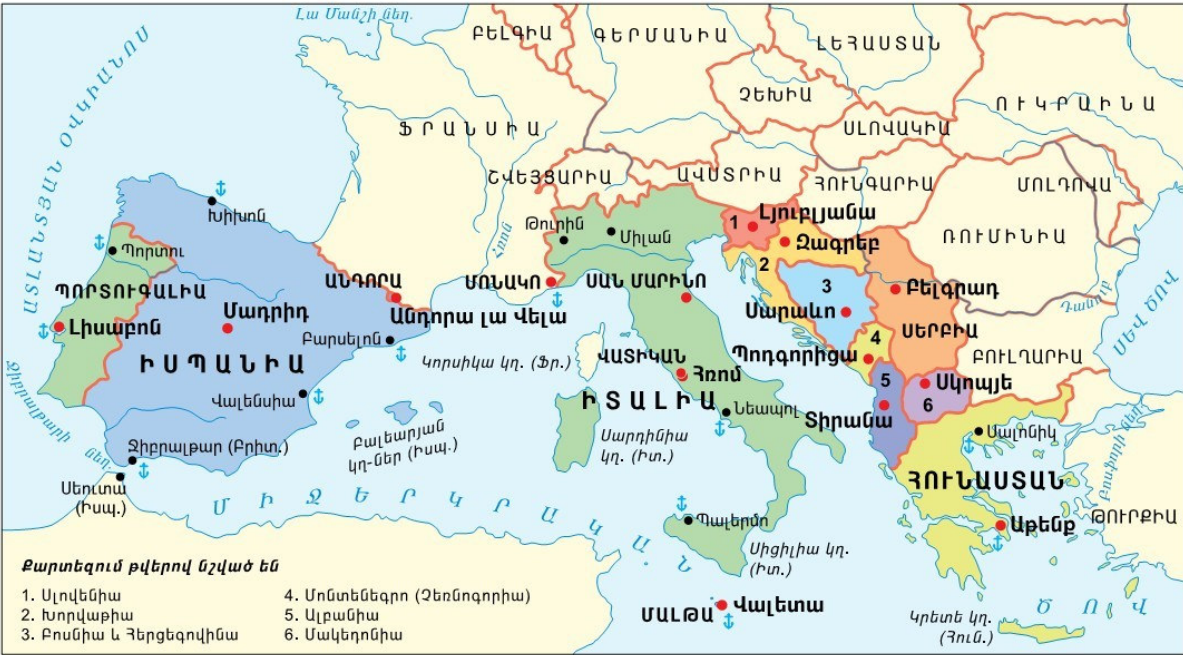 Լա Մանշի նեղ.
ԲԵԼԳԻԱ
ԳԵՐՄԱՆԻԱ
ԼԵՀԱՍՏԱՆ
ԱՏԼԱՆՏՅԱՆ ՕՎԿԻԱՆՈՍ
ՉԵԽԻԱ
ՈՒԿՐԱԻՆԱ
ՖՐԱՆՍԻԱ
ՍԼՈՎԱԿԻԱ
ՇՎԵՅՑԱՐԻԱ
ԱՎՍՏՐԻԱ
ՀՈՒՆԳԱՐԻԱ
ՄՈԼԴՈՎԱ
Խիխոն
Թուրին
Միլան
1
Լյուբլյանա
Զագրեբ
ՌՈՒՄԻՆԻԱ
Պորտու
Հռոն
2
ՊՈՐՏՈՒԳԱԼԻԱ
ԱՆԴՈՐԱ
ՄՈՆԱԿՈ
ՍԱՆ ՄԱՐԻՆՈ
3
Բելգրադ
Դանուբ
ՍԵՎ ԾՈՎ
Լիսաբոն
Մադրիդ
Անդորա լա Վելա
Սարաևո
ՍԵՐԲԻԱ
Բարսելոն
4
ԻՍՊԱՆԻԱ
Կորսիկա կղ. (Ֆր.)
ՎԱՏԻԿԱՆ
Պոդգորիցա
ԲՈՒԼՂԱՐԻԱ
Հռոմ
5
Սկոպյե
Ջիբրալթարի
նեղ.
Վալենսիա
ԻՏԱԼԻԱ
Նեապոլ
Տիրանա
6
Բալեարյան
կղ-ներ (Իսպ.)
Սարդինիա
կղ. (Իտ.)
Սալոնիկ
Բոսֆորի նեղ.
Ջիբրալթար (Բրիտ.)
Սեուտա
(Իսպ.)
ՀՈՒՆԱՍՏԱՆ
ՄԻՋԵՐԿՐԱԿԱՆ
Պալերմո
Աթենք
ԹՈՒՐՔԻԱ
Սիցիլիա կղ.
(Իտ.)
ՄԱԼԹԱ
Վալետա
ԾՈՎ
Կրետե կղ.
(Հուն.)
Քարտեզում թվերով նշված են
1. Սլովենիա
2. Խորվաթիա
3. Բոսնիա և Հերցեգովինա
4. Մոնտենեգրո (Չեռնոգորիա)
5. Ալբանիա
6. Մակեդոնիա